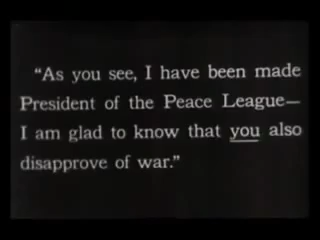 "As you see, I have been made
President of the Peace League—
I am glad to know that you also
disapprove of war."